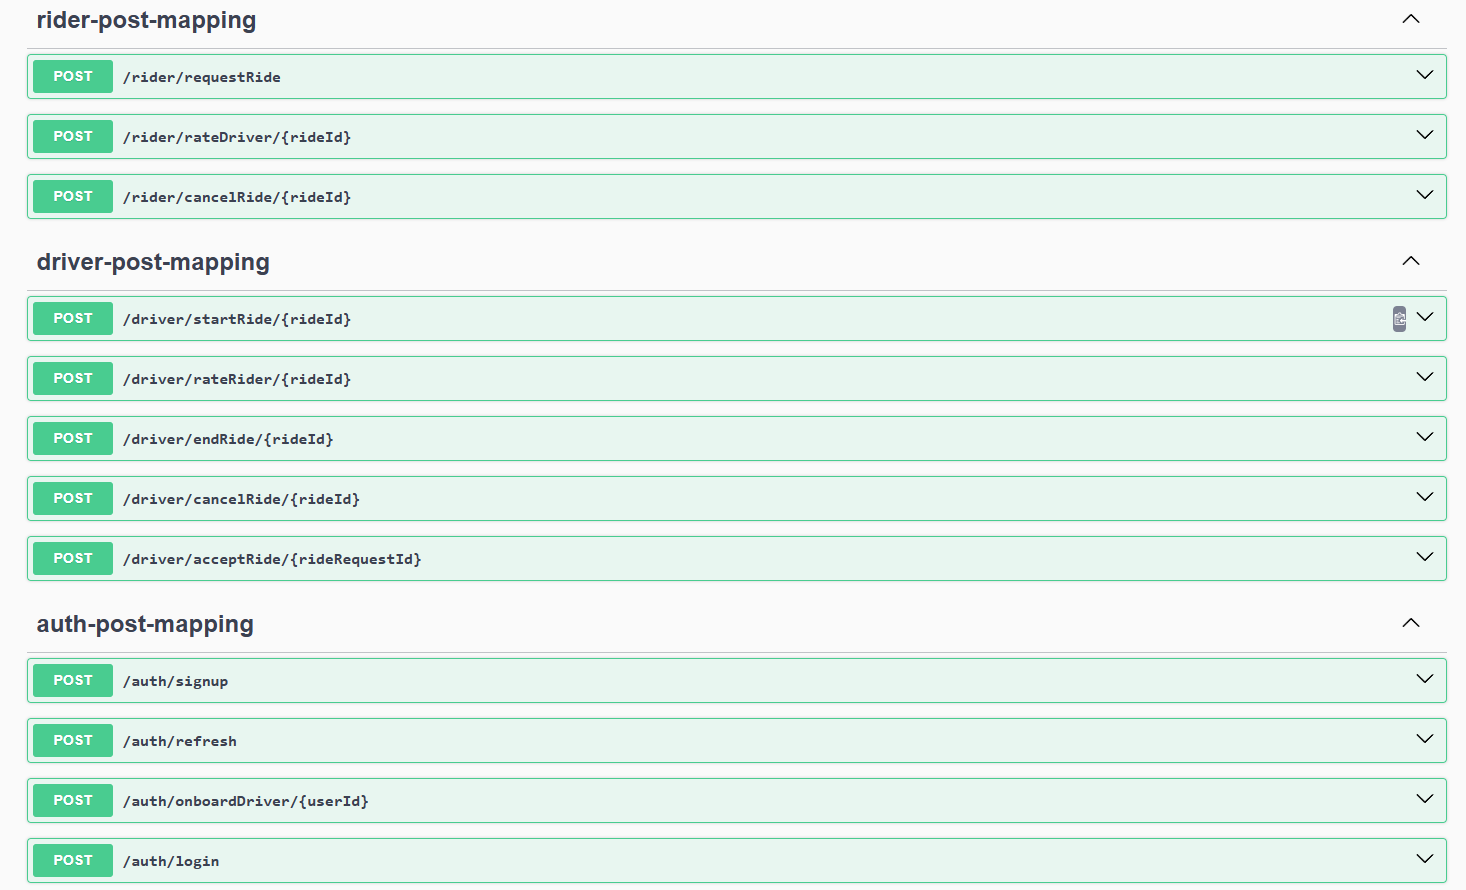 rider-post-mapping
POST /rider/requestRide
POST /rider/rateDriver/{rideId}
POST /rider/cancelRide/{rideId}
driver-post-mapping
POST /driver/startRide/{rideId}
POST /driver/rateRider/{rideId}
POST /driver/endRide/{rideId}
POST /driver/cancelRide/{rideId}
POST /driver/acceptRide/{rideRequestId}
auth-post-mapping
POST /auth/signup
POST /auth/refresh
POST /auth/onboardDriver/{userId}
POST /auth/login